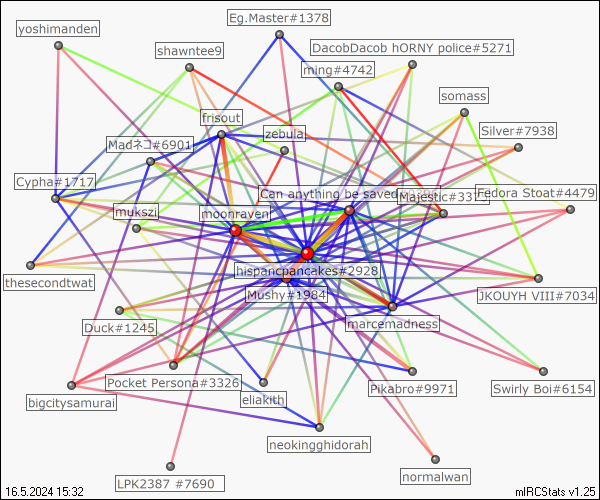 Eg.Master#1378
yoshimanden
shawntee9
DacobDacob hORNY police#5271
ming#4742
somass
frisout
zebula
Silver#7938
Madネコ#6901
Cypha#1717
Can anything be saved
Majestic#331
Fedora Stoat#4479
mukszi
moonraven
hispancpancakes#2928
thesecondtwat
Mushy#1984
JKOUYH VIII#7034
marcemadness
Duck#1245
Pocket Persona#3326
Pikabro#9971
Swirly Boi#6154
eliakith
bigcitysamurai
neokingghidorah
normalwan
LPK2387 #7690
16.5.2024 15:32
mIRCStats v1.25